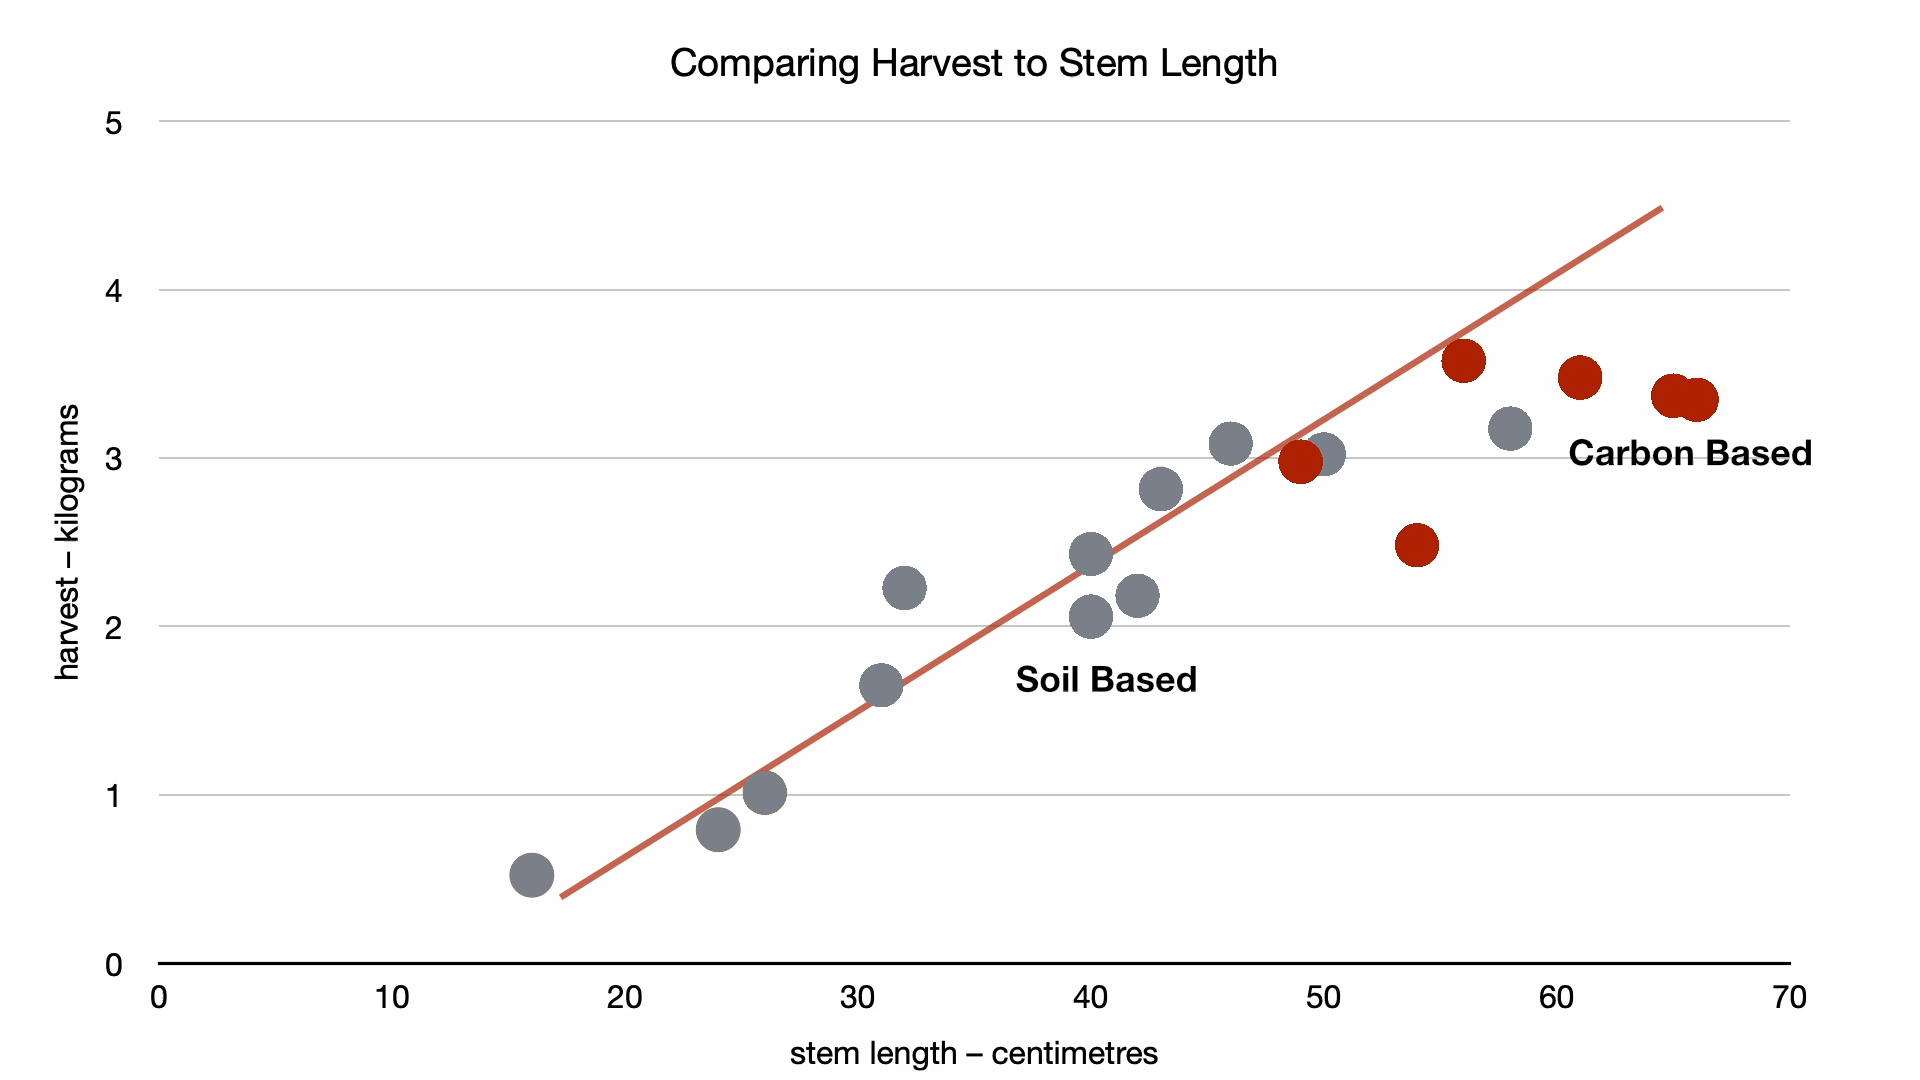 Comparing Harvest to Stem Length
5
4
3
2
1
0
harvest – kilograms
Carbon Based
Soil Based
0 10 20 30 40 50 60 70
stem length – centimetres